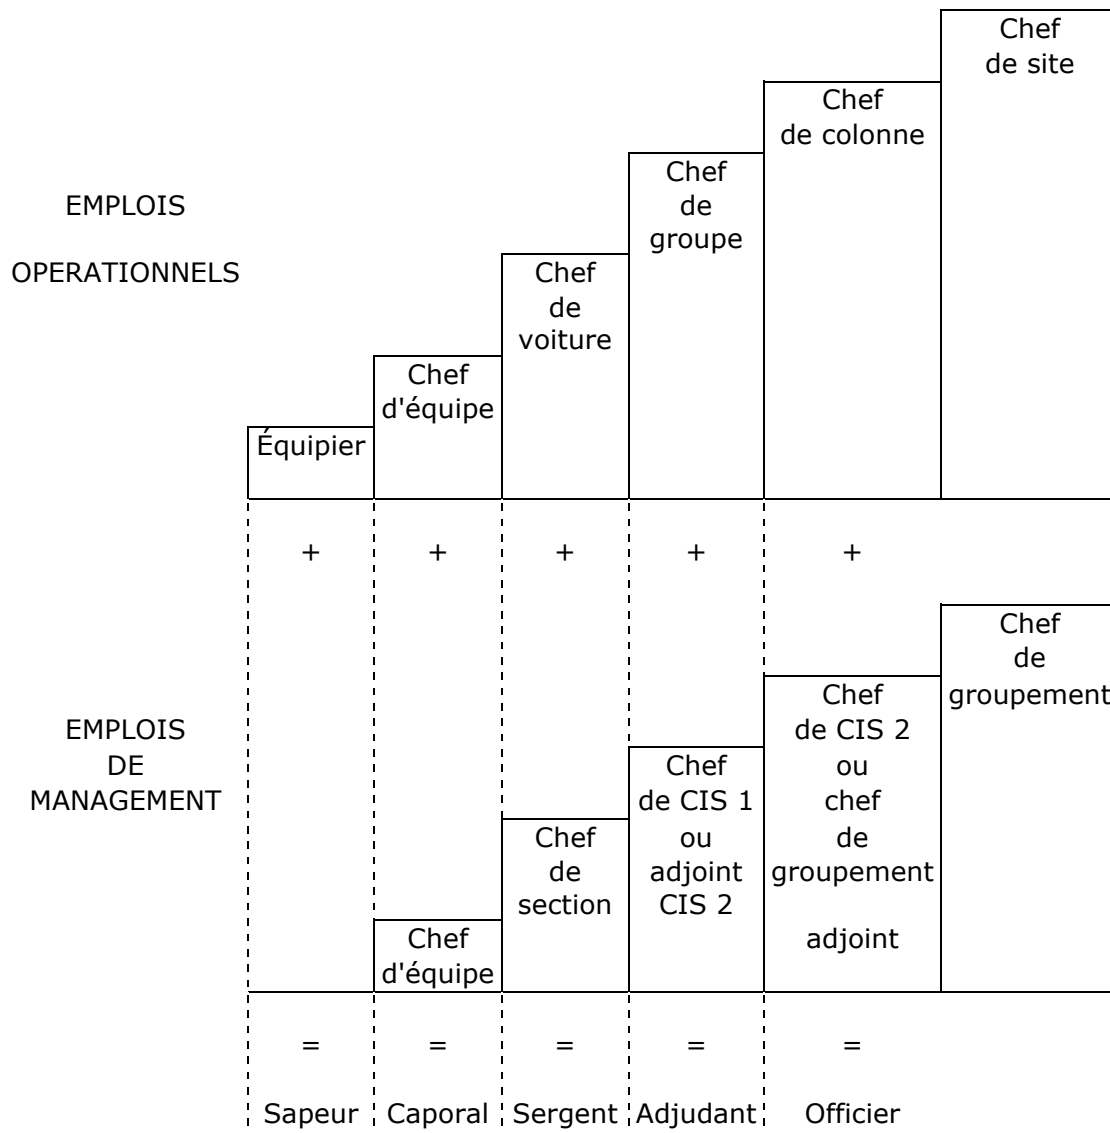 Chef
de site
Chef
de colonne
Chef
de
groupe
EMPLOIS
OPERATIONNELS
Chef
de
voiture
Chef
d'équipe
Équipier
+ + + + +
Chef
de
groupement
EMPLOIS
DE
MANAGEMENT
Chef
de CIS 2
ou
chef
de
groupement
adjoint
Chef
de CIS 1
ou
adjoint
CIS 2
Chef
de
section
Chef
d'équipe
= = = = =
Sapeur Caporal Sergent Adjudant Officier